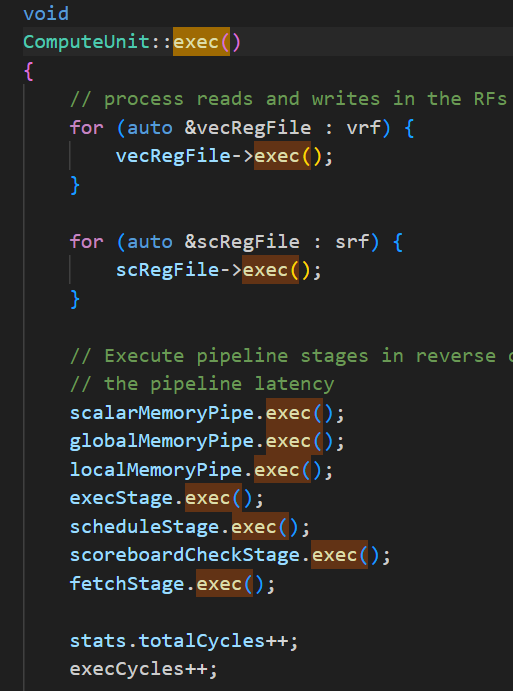 void
ComputeUnit::exec()
{
    // process reads and writes in the RFs
    for (auto &vecRegFile : vrf) {
        vecRegFile->exec();
    }

    for (auto &scRegFile : srf) {
        scRegFile->exec();
    }

    // Execute pipeline stages in reverse
    // the pipeline latency
    scalarMemoryPipe.exec();
    globalMemoryPipe.exec();
    localMemoryPipe.exec();
    execStage.exec();
    scheduleStage.exec();
    scoreboardCheckStage.exec();
    fetchStage.exec();

    stats.totalCycles++;
    execCycles++;